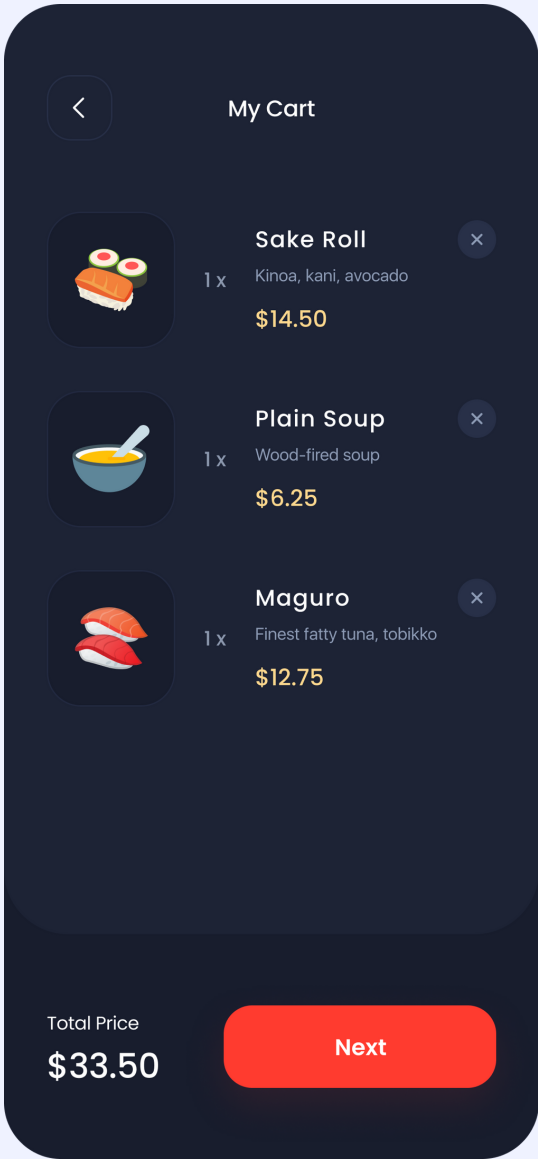 My Cart
Sake Roll
1 x
Kinoa, kani, avocado
$14.50
Plain Soup
1 x
Wood-fired soup
$6.25
Maguro
1 x
Finest fatty tuna, tobikko
$12.75
Total Price
$33.50
Next